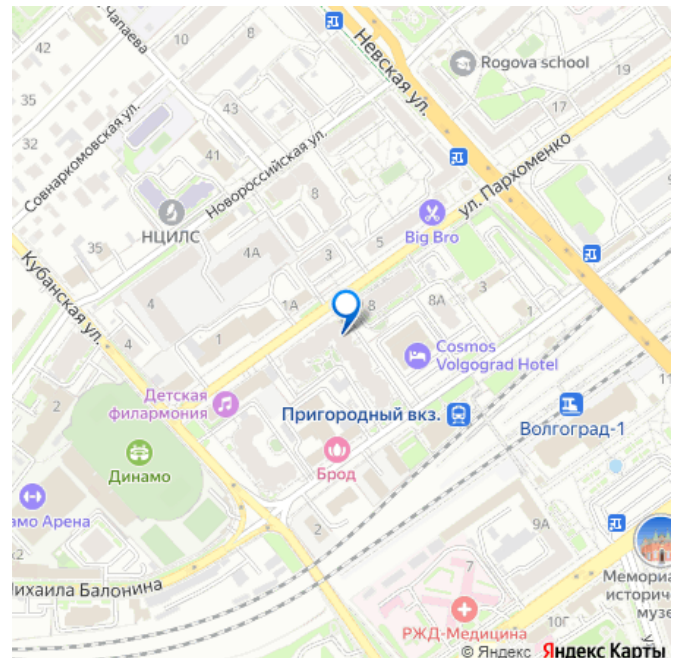 Чапаева
42
10
8
Невская ул.
Rogova school
19
35
Совнаркомовская ул.
43
17
32
41
Новороссийская ул.
ул. Пархоменко
НЦИЛС
8
Big Bro
35
4А
3
5
Кубанская ул.
4
1А
8
8А
3
1
4
1
Cosmos
Volgograd Hotel
2
Детская
филармония
Пригородный вкз.
Волгоград-1
11
Динамо
Брод
амо Арена
2
9А
к2
Михаила Балонина
7
Мемориа
историч
музе
РЖД-Медицина
10Г
© Яндекс Яндекс Карты